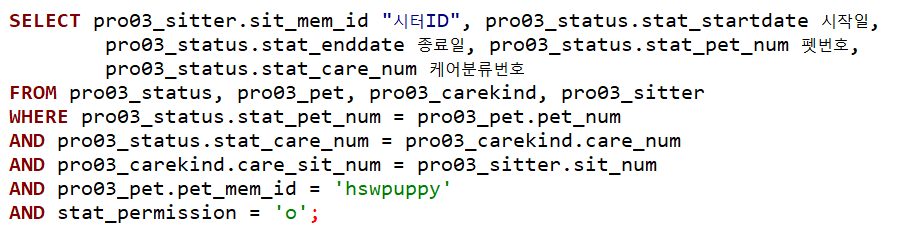 SELECT pro03_sitter.sit_mem_id "시터ID", pro03_status.stat_startdate 시작일,
pro03_status.stat_enddate 종료일, pro03_status.stat_pet_num 펫번호,
pro03_status.stat_care_num 케어분류번호
FROM pro03_status, pro03_pet, pro03_carekind, pro03_sitter
WHERE pro03_status.stat_pet_num = pro03_pet.pet_num
AND pro03_status.stat_care_num = pro03_carekind.care_num
AND pro03_carekind.care_sit_num = pro03_sitter.sit_num
AND pro03_pet.pet_mem_id = 'hswpuppy'
AND stat_permission = 'o';